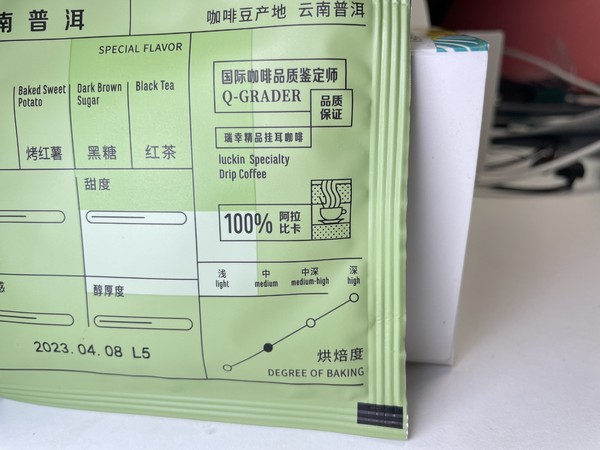 南普洱
咖啡豆产地 云南普洱
SPECIAL FLAVOR
Baked Sweet
Potato
烤红薯
Dark Brown
Sugar
黑糖
Black Tea
红茶
国际咖啡品质鉴定师
Q-GRADER
品质
保证
瑞幸精品挂耳咖啡
luckin Specialty
Drip Coffee
100%
阿拉
比卡
甜度
醇厚度
浅
light
中
medium
中深
medium-high
深
high
烘焙度
DEGREE OF BAKING
2023.04.08 L5